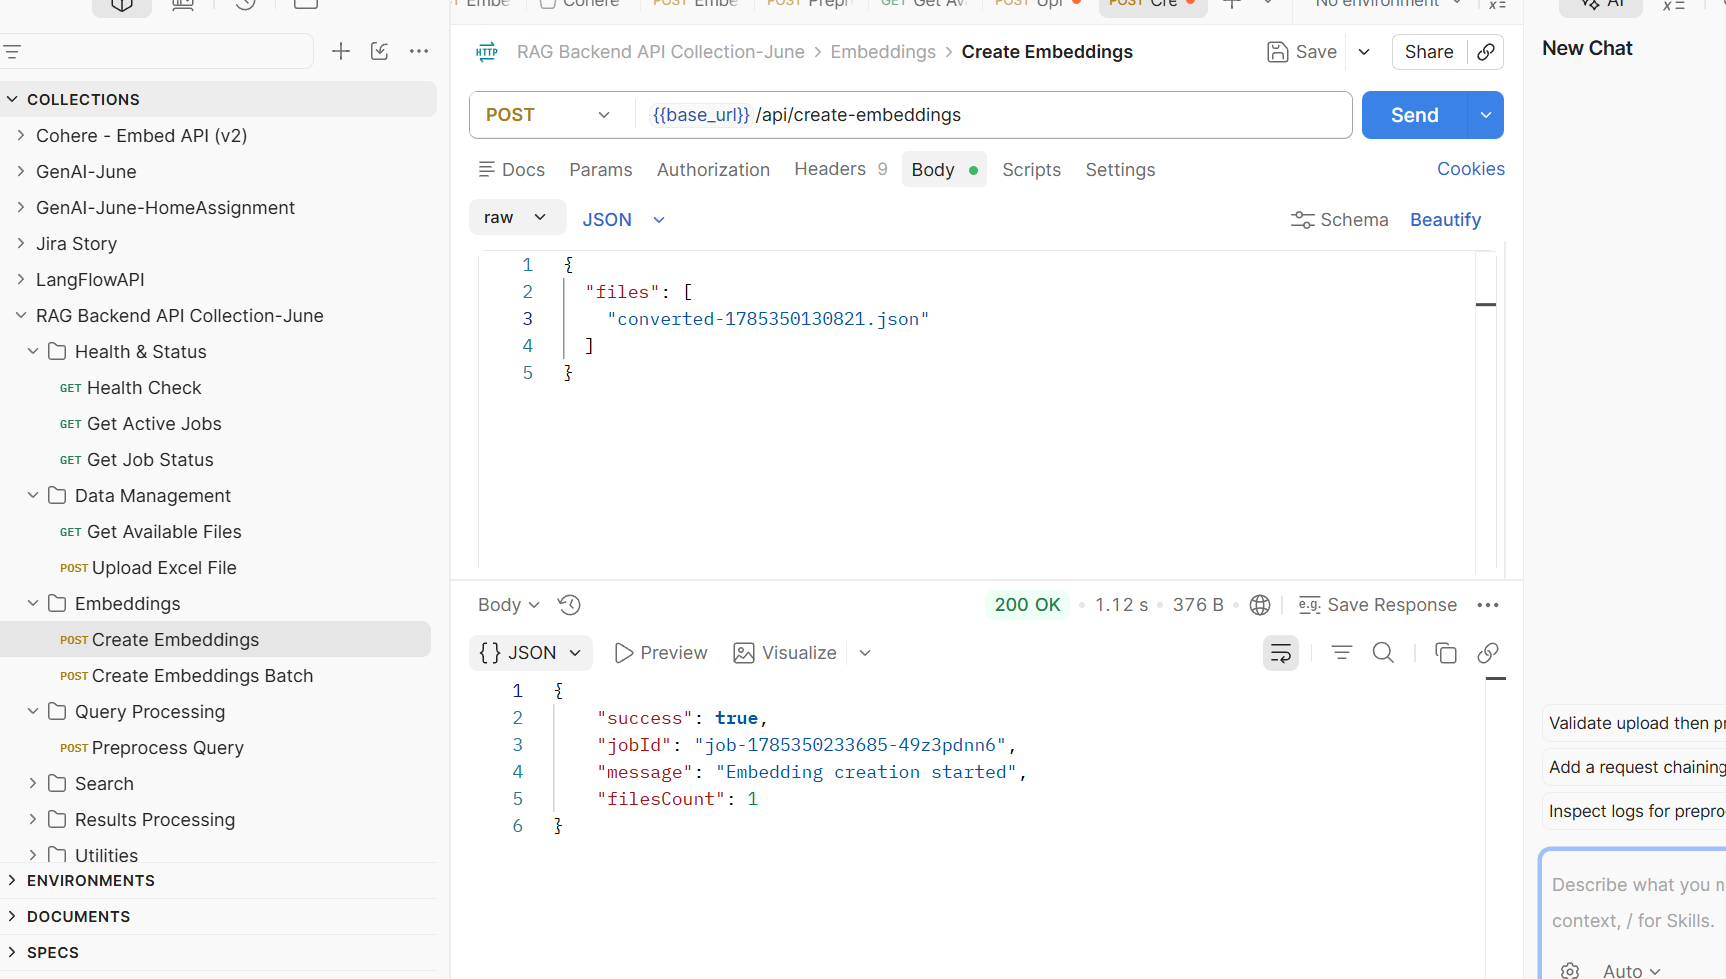 No environment
COLLECTIONS
Cohere - Embed API (v2)
GenAI-June
GenAI-June-HomeAssignment
Jira Story
LangFlowAPI
RAG Backend API Collection-June
Health & Status
GET Health Check
GET Get Active Jobs
GET Get Job Status
Data Management
GET Get Available Files
POST Upload Excel File
Embeddings
POST Create Embeddings
POST Create Embeddings Batch
Query Processing
POST Preprocess Query
Search
Results Processing
Utilities
ENVIRONMENTS
DOCUMENTS
SPECS
HTTP RAG Backend API Collection-June > Embeddings > Create Embeddings
Save
Share
POST {{base_url}} /api/create-embeddings
Send
Docs Params Authorization Headers 9 Body Scripts Settings Cookies
raw JSON Schema Beautify
1 {
2 "files": [
3 "converted-1785350130821.json"
4 ]
5 }
Body 200 OK 1.12 s 376 B e.g. Save Response
{} JSON Preview Visualize
1 {
2 "success": true,
3 "jobId": "job-1785350233685-49z3pdnn6",
4 "message": "Embedding creation started",
5 "filesCount": 1
6 }
AI
New Chat
Validate upload then
Add a request chaining
Inspect logs for
Describe what you
context, / for Skills.
Auto